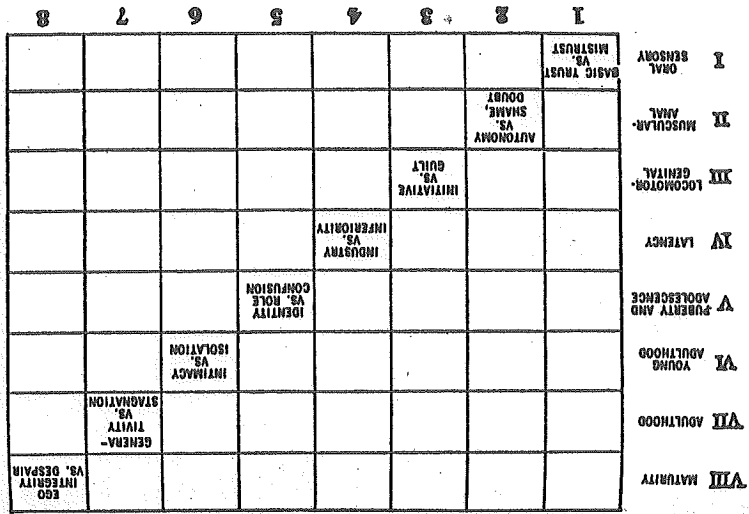 VIII MATURITY
EGO
INTEGRITY
VS. DESPAIR
VII ADULTHOOD
GENERA-
TIVITY
VS.
STAGNATION
VI YOUNG
ADULTHOOD
INTIMACY
VS.
ISOLATION
V PUBERTY AND
ADOLESCENCE
IDENTITY
VS. ROLE
CONFUSION
IV LATENCY
INDUSTRY
VS.
INFERIORITY
III LOCOMOTOR-
GENITAL
INITIATIVE
VS.
GUILT
II MUSCULAR-
ANAL
AUTONOMY
VS.
SHAME,
DOUBT
I ORAL
SENSORY
BASIC TRUST
VS.
MISTRUST
1 2 3 4 5 6 7 8